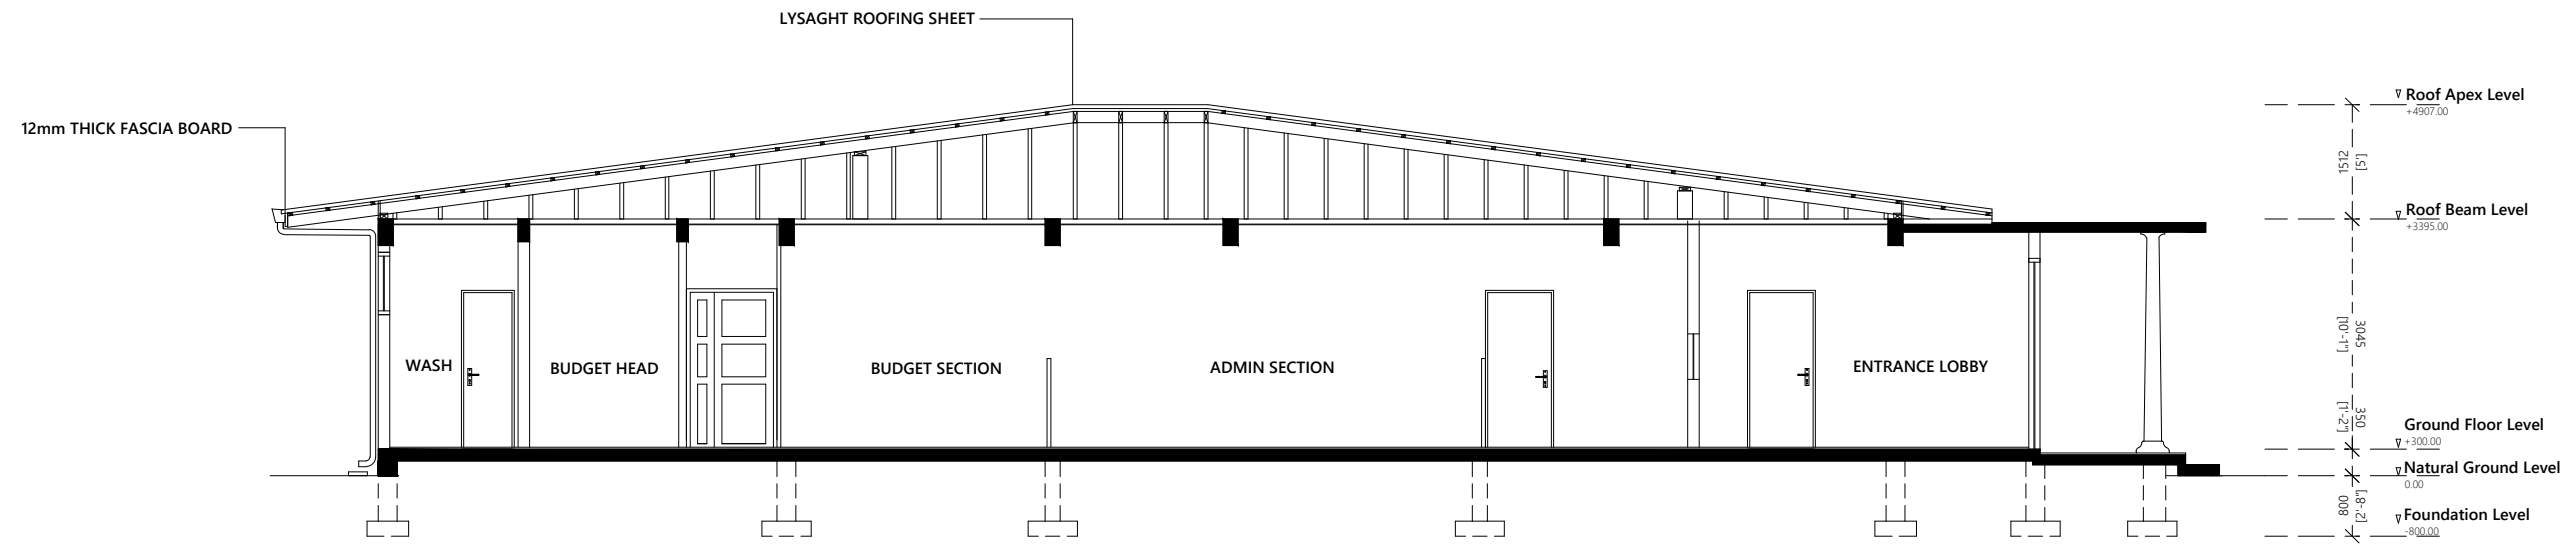 LYSAGHT ROOFING SHEET
12mm THICK FASCIA BOARD
Roof Apex Level
+4907.00
1512
[5']
Roof Beam Level
+3395.00
3045
[10'-1"]
WASH
BUDGET HEAD
BUDGET SECTION
ADMIN SECTION
ENTRANCE LOBBY
350
[1'-2"]
Ground Floor Level
+300.00
Natural Ground Level
0.00
800
[2'-8"]
Foundation Level
-800.00